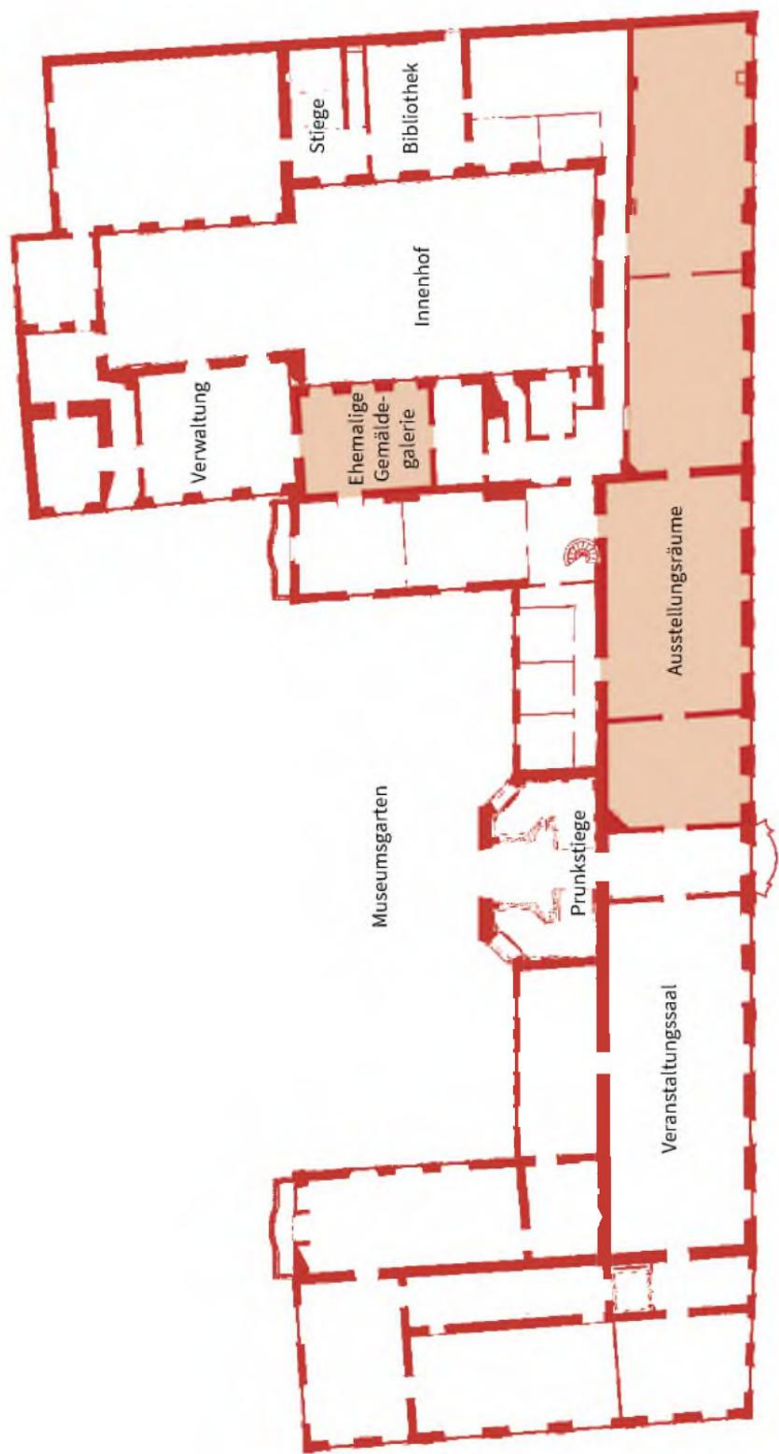 Stiege
Bibliothek
Innenhof
Verwaltung
Ehemalige
Gemälde-
galerie
Museumsgarten
Ausstellungsräume
Prunkstiege
Veranstaltungssaal